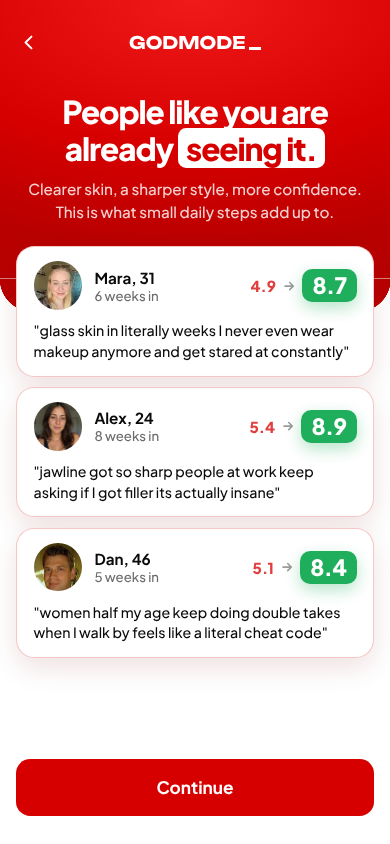 GODMODE_
People like you are
already seeing it.
Clearer skin, a sharper style, more confidence.
This is what small daily steps add up to.
Mara, 31
6 weeks in
4.9 → 8.7
"glass skin in literally weeks I never even wear
makeup anymore and get stared at constantly"
Alex, 24
8 weeks in
5.4 → 8.9
"jawline got so sharp people at work keep
asking if I got filler its actually insane"
Dan, 46
5 weeks in
5.1 → 8.4
"women half my age keep doing double takes
when I walk by feels like a literal cheat code"
Continue